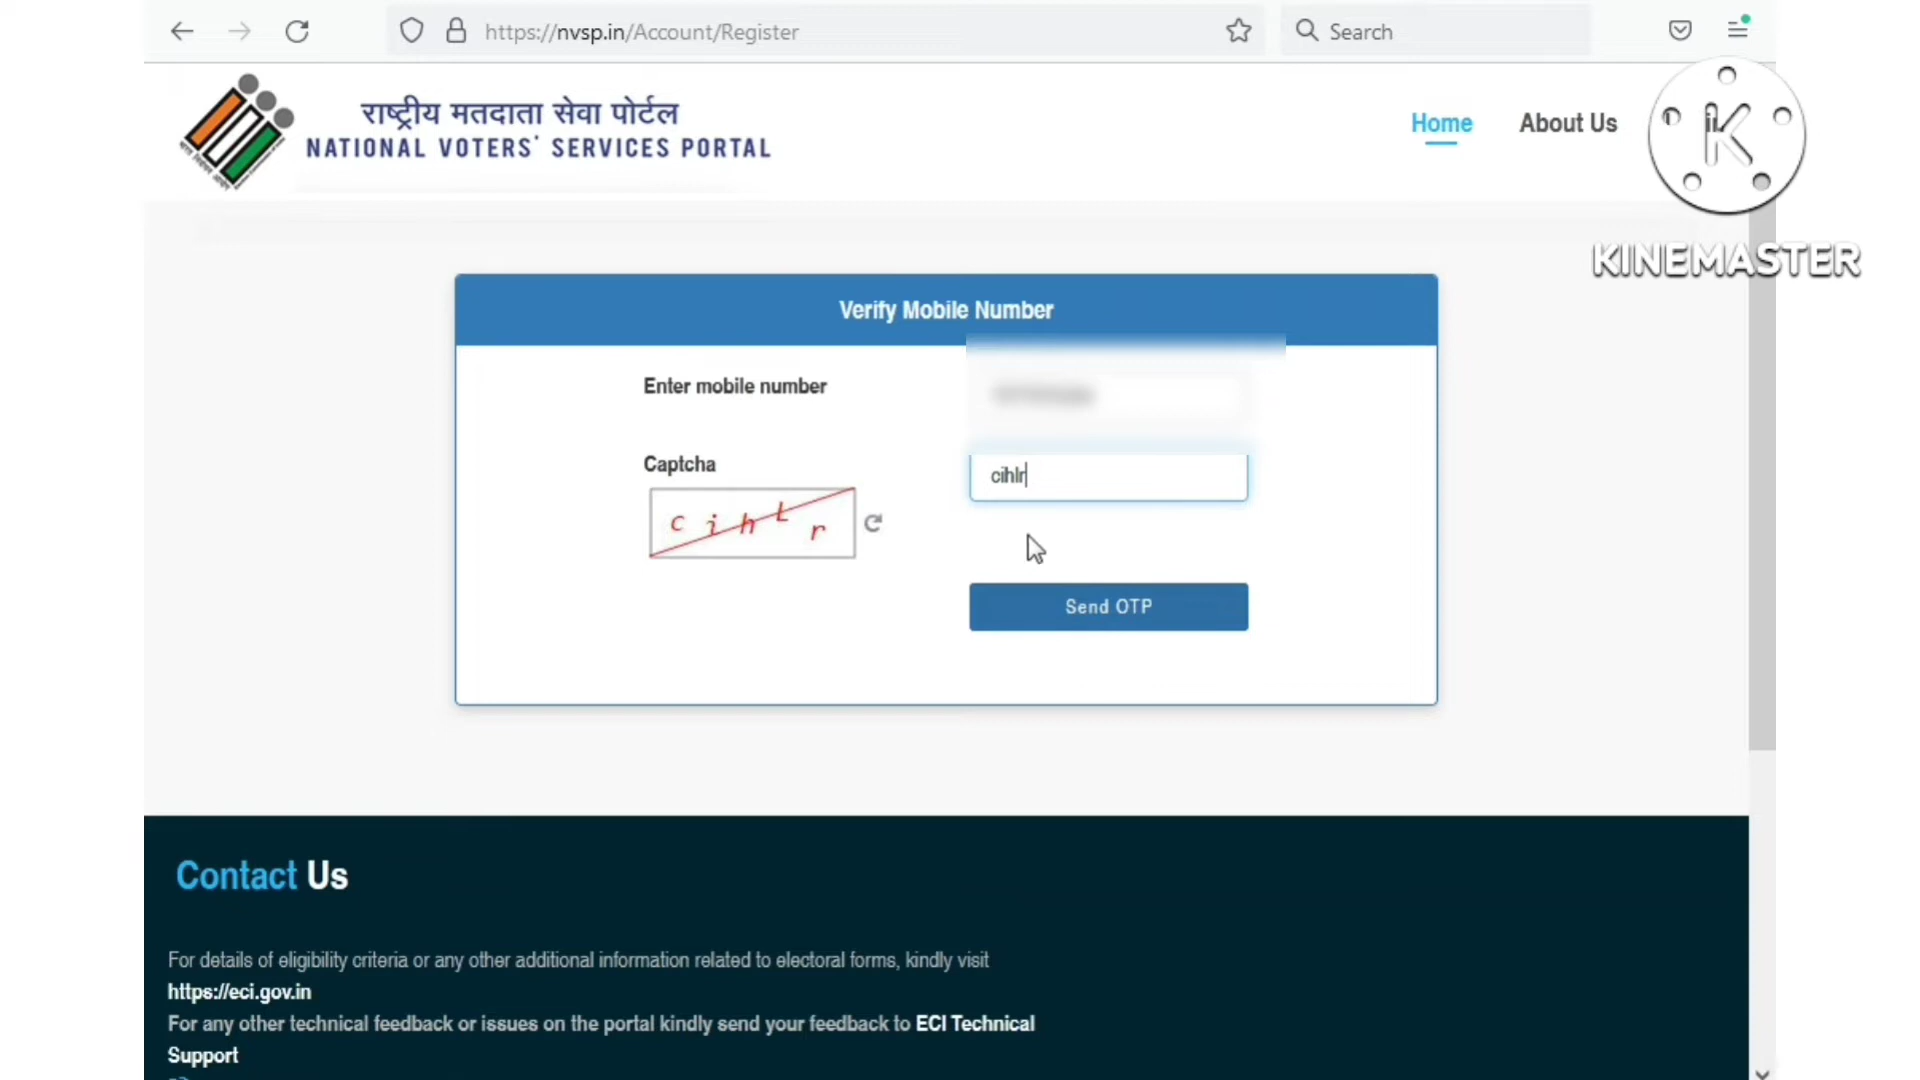 https://nvsp.in/Account/Register
Search
राष्ट्रीय मतदाता सेवा पोर्टल
NATIONAL VOTERS' SERVICES PORTAL
Home
About Us
K
KINEMASTER
Verify Mobile Number
Enter mobile number
Captcha
cihlr
c i h L r
Send OTP
Contact Us
For details of eligibility criteria or any other additional information related to electoral forms, kindly visit
https://eci.gov.in
For any other technical feedback or issues on the portal kindly send your feedback to ECI Technical
Support